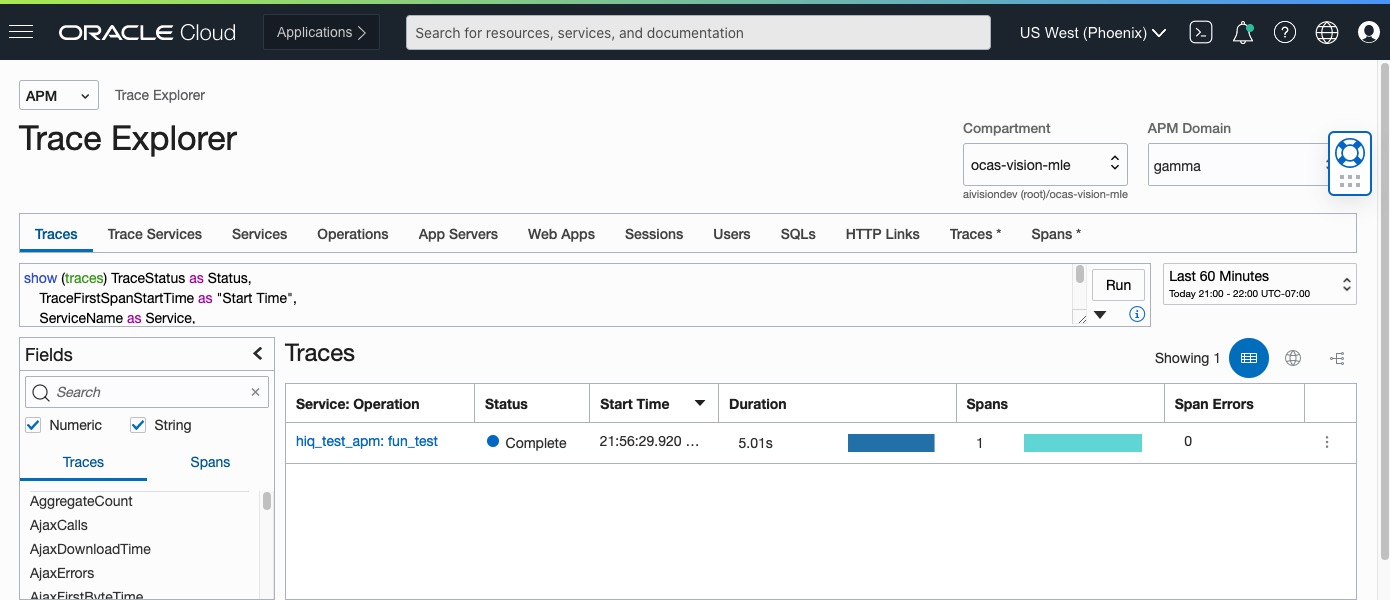 ORACLE Cloud
Applications
Search for resources, services, and documentation
US West (Phoenix)
APM
Trace Explorer
Trace Explorer
Compartment
APM Domain
ocas-vision-mle
gamma
aivisiondev (root)/ocas-vision-mle
Traces Trace Services Services Operations App Servers Web Apps Sessions Users SQLs HTTP Links Traces * Spans *
show (traces) TraceStatus as Status,
TraceFirstSpanStartTime as "Start Time",
ServiceName as Service,
Run
Last 60 Minutes
Today 21:00 - 22:00 UTC-07:00
Fields
Search
Numeric String
Traces Spans
AggregateCount
AjaxCalls
AjaxDownloadTime
AjaxErrors
AjaxFirstByteTime
Traces
Showing 1
Service: Operation Status Start Time Duration Spans Span Errors
hiq_test_apm: fun_test Complete 21:56:29.920 ... 5.01s 1 0